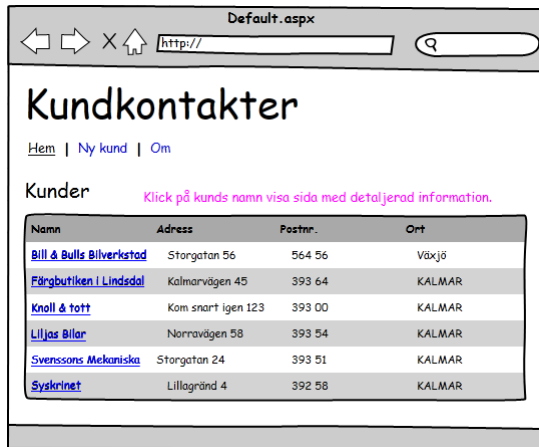 Default.aspx
http://
Kundkontakter
Hem | Ny kund | Om
Kunder
Klick på kunds namn visa sida med detaljerad information.
Namn Adress Postnr. Ort
Bill & Bulls Bilverkstad Storgatan 56 564 56 Växjö
Färgbutiken i Lindsdal Kalmarvägen 45 393 64 KALMAR
Knoll & tott Kom snart igen 123 393 00 KALMAR
Liljas Bilar Norravägen 58 393 54 KALMAR
Svenssons Mekaniska Storgatan 24 393 51 KALMAR
Syskrinet Lillagränd 4 392 58 KALMAR